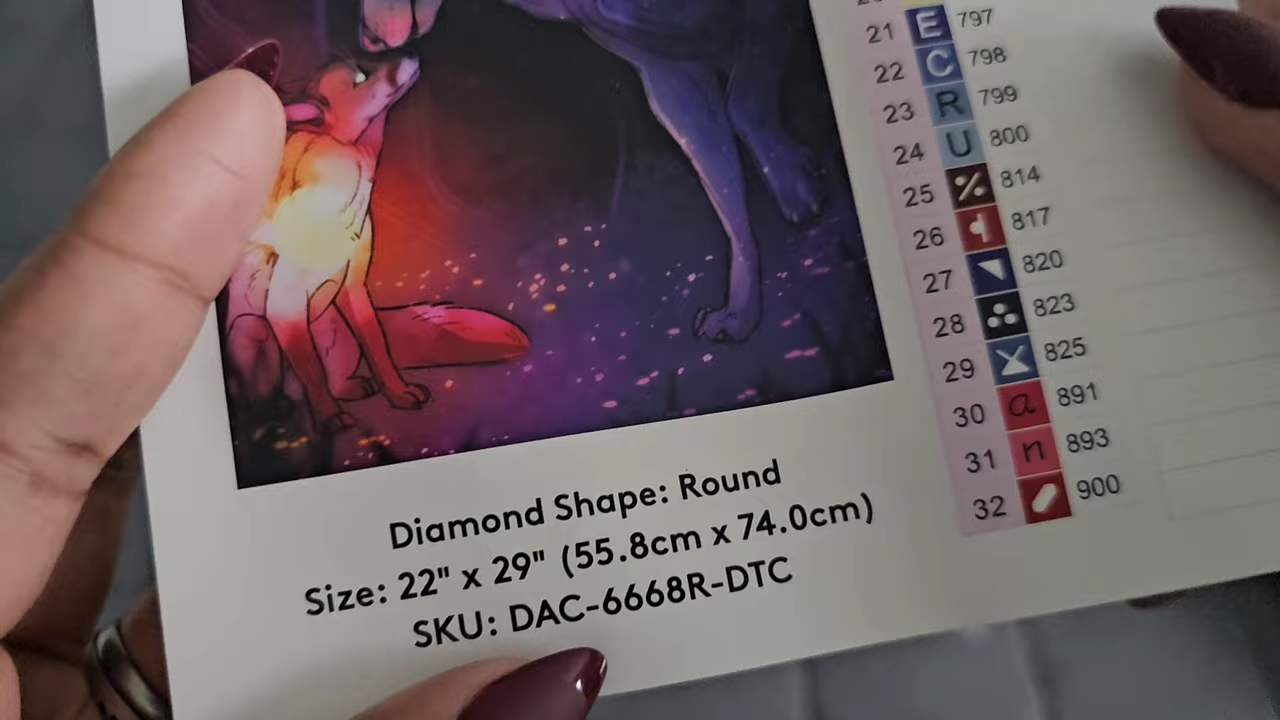 21 E 797
22 C 798
23 R 799
24 U 800
25 % 814
26 817
27 820
28 823
29 825
30 a 891
31 n 893
32 900
Diamond Shape: Round
Size: 22" x 29" (55.8cm x 74.0cm)
SKU: DAC-6668R-DTC